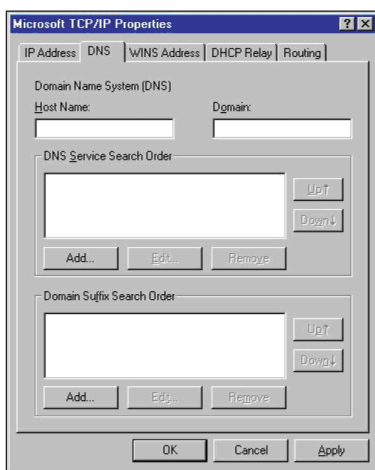 Microsoft TCP/IP Properties
? X
IP Address DNS WINS Address DHCP Relay Routing
Domain Name System (DNS)
Host Name: Domain:
DNS Service Search Order
Up↑
Down↓
Add... Edit... Remove
Domain Suffix Search Order
Up↑
Down↓
Add... Edit... Remove
OK Cancel Apply